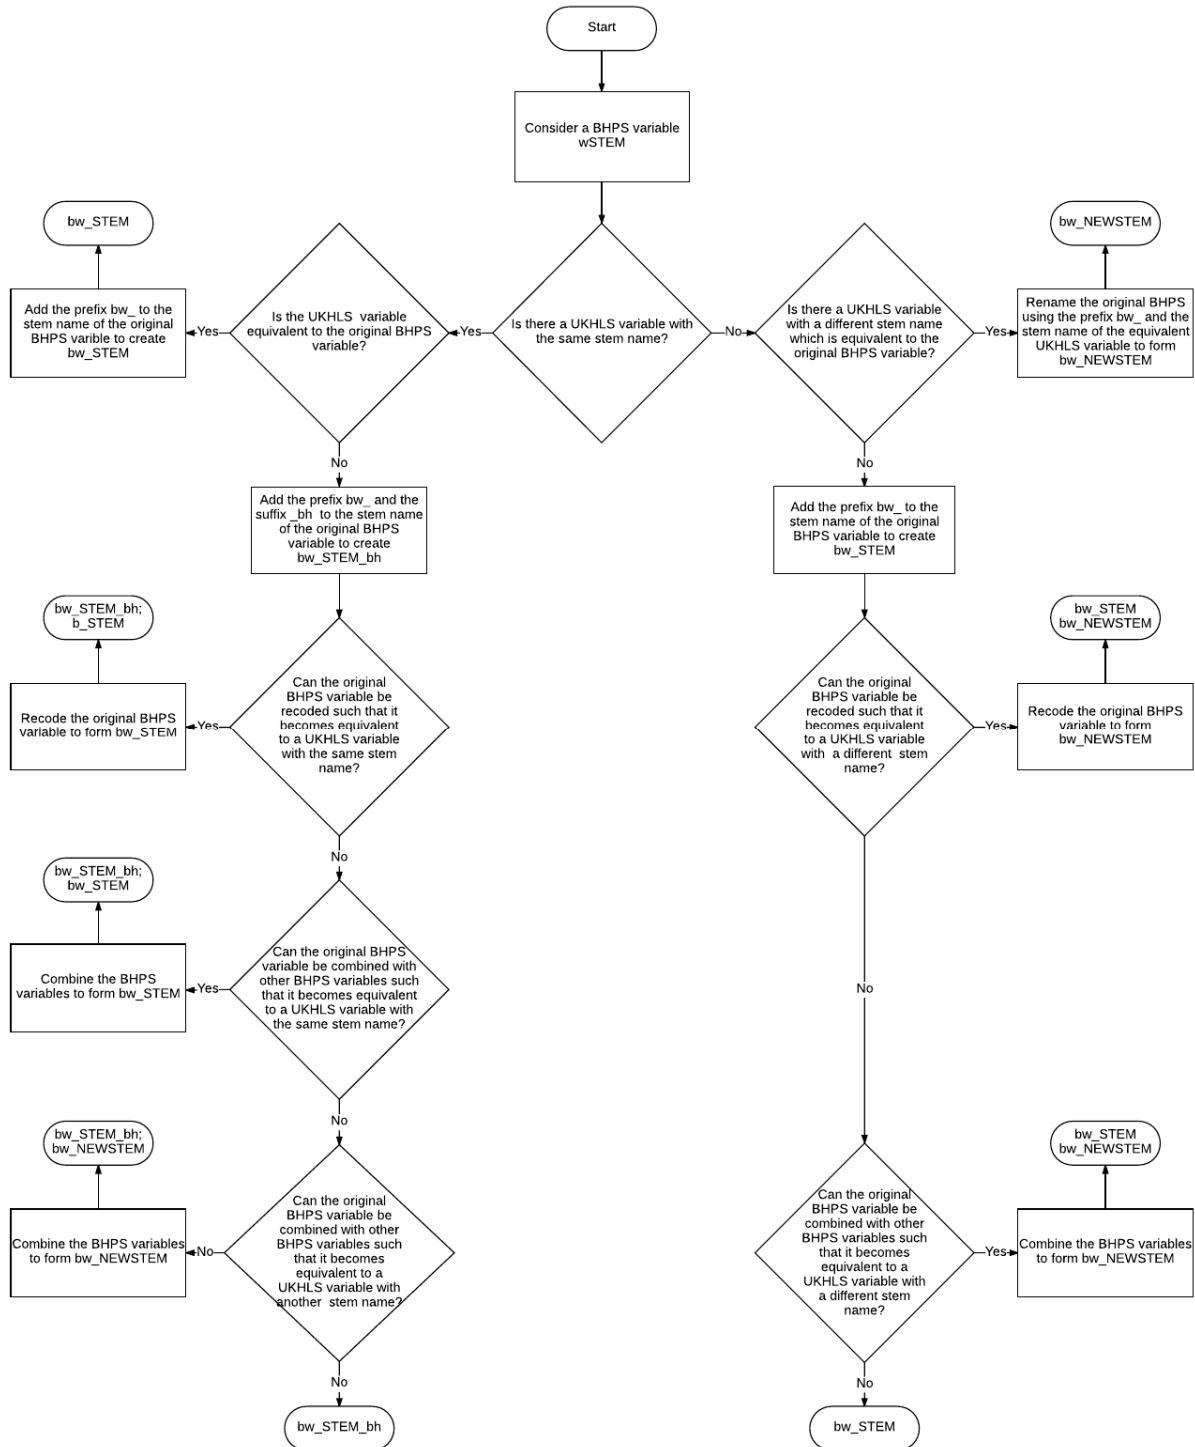 Start
Consider a BHPS variable
wSTEM
bw_STEM
bw_NEWSTEM
Add the prefix bw_ to the
stem name of the original
BHPS varible to create
bw_STEM
Yes
Is the UKHLS variable
equivalent to the original BHPS
variable?
Yes
Is there a UKHLS variable with
the same stem name?
No
Is there a UKHLS variable
with a different stem name
which is equivalent to the
original BHPS variable?
Yes
Rename the original BHPS
using the prefix bw_ and the
stem name of the equivalent
UKHLS variable to form
bw_NEWSTEM
No
No
Add the prefix bw_ and the
suffix _bh to the stem name
of the original BHPS
variable to create
bw_STEM_bh
Add the prefix bw_ to the
stem name of the original
BHPS variable to create
bw_STEM
bw_STEM_bh;
b_STEM
bw_STEM
bw_NEWSTEM
Recode the original BHPS
variable to form bw_STEM
Yes
Can the original
BHPS variable be
recoded such that it
becomes equivalent
to a UKHLS variable
with the same stem
name?
Can the original
BHPS variable be
recoded such that it
becomes equivalent
to a UKHLS variable
with a different stem
name?
Yes
Recode the original BHPS
variable to form
bw_NEWSTEM
No
bw_STEM_bh;
bw_STEM
Combine the BHPS
variables to form bw_STEM
Yes
Can the original BHPS
variable be combined with
other BHPS variables such
that it becomes equivalent
to a UKHLS variable with
the same stem name?
No
No
bw_STEM_bh;
bw_NEWSTEM
bw_STEM
bw_NEWSTEM
Combine the BHPS variables
to form bw_NEWSTEM
No
Can the original
BHPS variable be
combined with other
BHPS variables such
that it becomes
equivalent to a
UKHLS variable with
another stem name?
Can the original
BHPS variable be
combined with other
BHPS variables such
that it becomes
equivalent to a
UKHLS variable with
a different stem
name?
Yes
Combine the BHPS variables
to form bw_NEWSTEM
No
No
bw_STEM_bh
bw_STEM